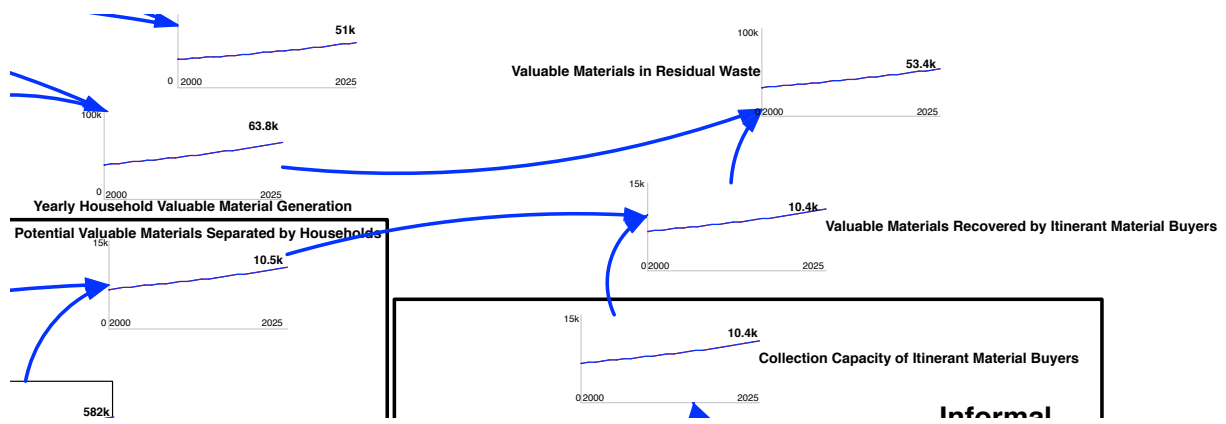 51k
0 2000 2025
100k
Valuable Materials in Residual Waste
53.4k
0 2000 2025
100k
63.8k
0 2000 2025
Yearly Household Valuable Material Generation
15k
10.4k
Valuable Materials Recovered by Itinerant Material Buyers
0 2000 2025
Potential Valuable Materials Separated by Households
15k
10.5k
0 2000 2025
15k
10.4k
Collection Capacity of Itinerant Material Buyers
0 2000 2025
582k
Informal